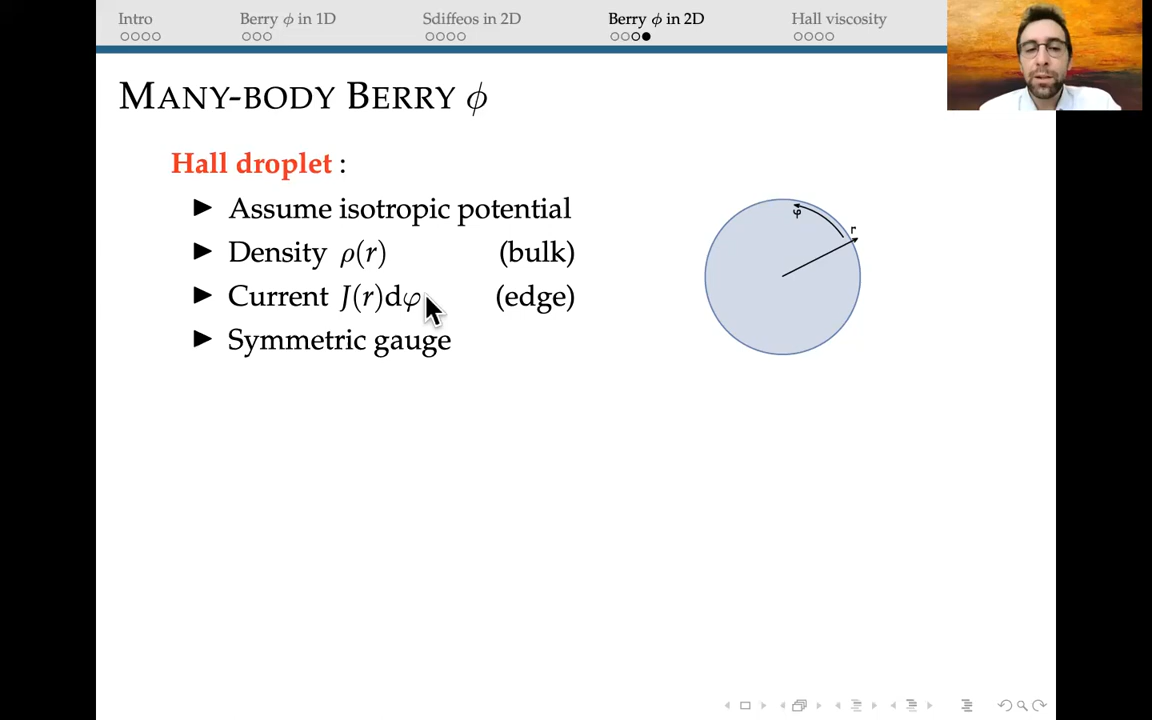 Intro Berry ϕ in 1D Sdiffeos in 2D Berry ϕ in 2D Hall viscosity
MANY-BODY BERRY ϕ
Hall droplet :
► Assume isotropic potential
► Density ρ(r) (bulk)
► Current J(r)dφ (edge)
► Symmetric gauge
φ
r